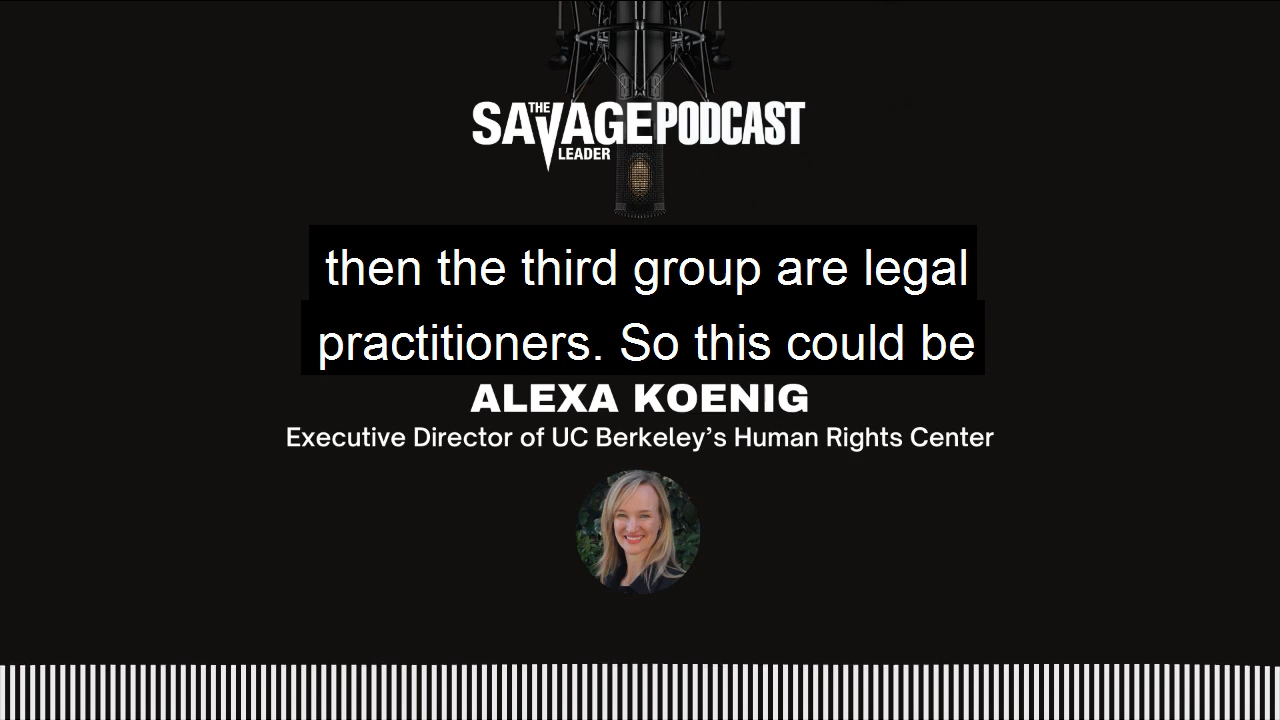 THE
SAVAGE PODCAST
LEADER
then the third group are legal
practitioners. So this could be
ALEXA KOENIG
Executive Director of UC Berkeley’s Human Rights Center